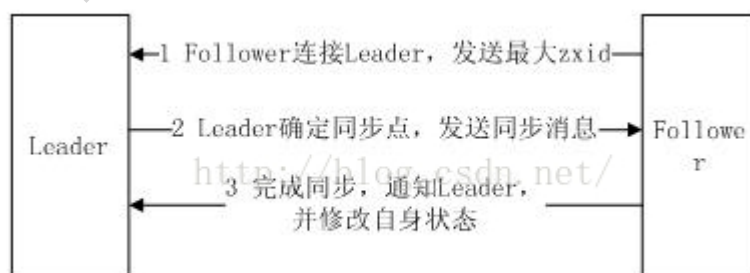 1 Follower连接Leader，发送最大zxid
2 Leader确定同步点，发送同步消息
Leader
Followe
r
http://blog.csdn.net/
3 完成同步，通知Leader，
并修改自身状态